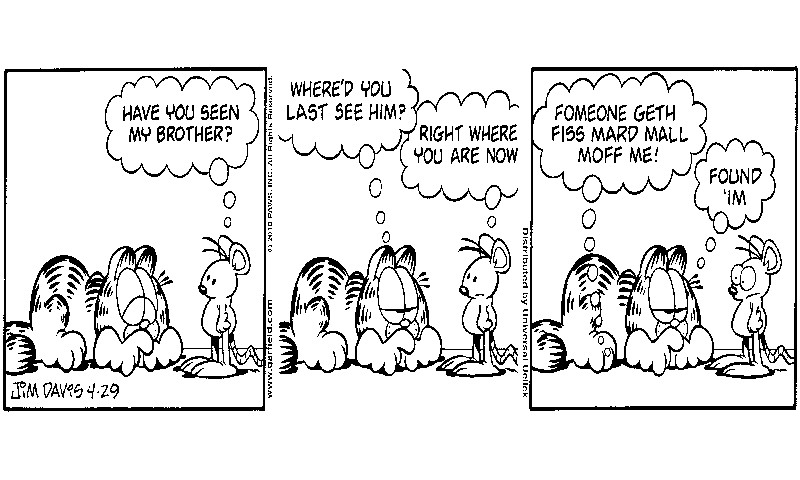 HAVE YOU SEEN
MY BROTHER?
JIM DAVIS 4·29
© 2010 PAWS, INC. All Rights Reserved.
www.garfield.com
WHERE'D YOU
LAST SEE HIM?
RIGHT WHERE
YOU ARE NOW
Distributed by Universal Uclick
FOMEONE GETH
FISS MARD MALL
MOFF ME!
FOUND
'IM